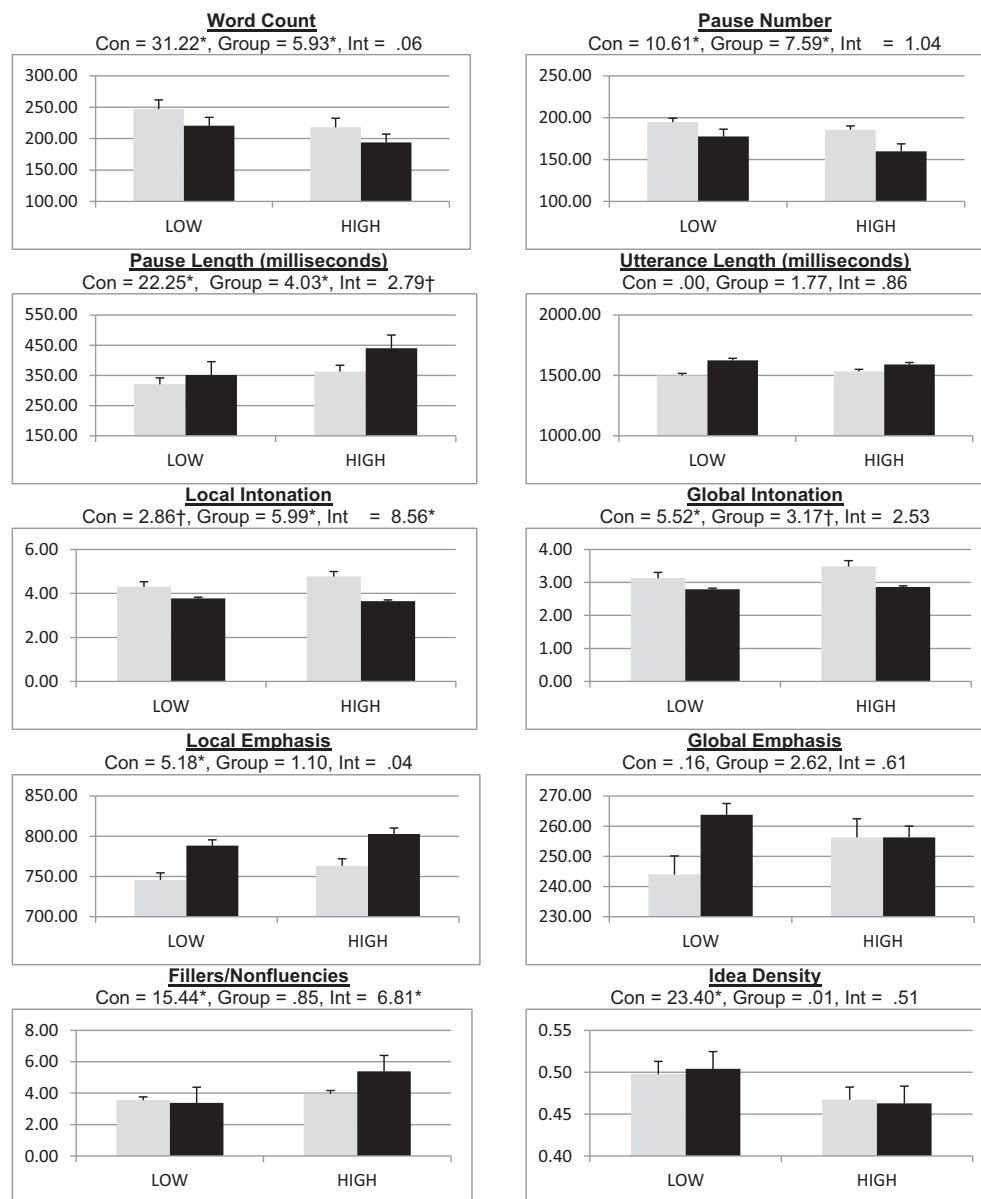 Word Count
Con = 31.22*, Group = 5.93*, Int = .06
300.00
250.00
200.00
150.00
100.00
LOW HIGH
Pause Number
Con = 10.61*, Group = 7.59*, Int = 1.04
250.00
200.00
150.00
100.00
LOW HIGH
Pause Length (milliseconds)
Con = 22.25*, Group = 4.03*, Int = 2.79†
550.00
450.00
350.00
250.00
150.00
LOW HIGH
Utterance Length (milliseconds)
Con = .00, Group = 1.77, Int = .86
2000.00
1500.00
1000.00
LOW HIGH
Local Intonation
Con = 2.86†, Group = 5.99*, Int = 8.56*
6.00
4.00
2.00
0.00
LOW HIGH
Global Intonation
Con = 5.52*, Group = 3.17†, Int = 2.53
4.00
3.00
2.00
1.00
0.00
LOW HIGH
Local Emphasis
Con = 5.18*, Group = 1.10, Int = .04
850.00
800.00
750.00
700.00
LOW HIGH
Global Emphasis
Con = .16, Group = 2.62, Int = .61
270.00
260.00
250.00
240.00
230.00
LOW HIGH
Fillers/Nonfluencies
Con = 15.44*, Group = .85, Int = 6.81*
8.00
6.00
4.00
2.00
0.00
LOW HIGH
Idea Density
Con = 23.40*, Group = .01, Int = .51
0.55
0.50
0.45
0.40
LOW HIGH